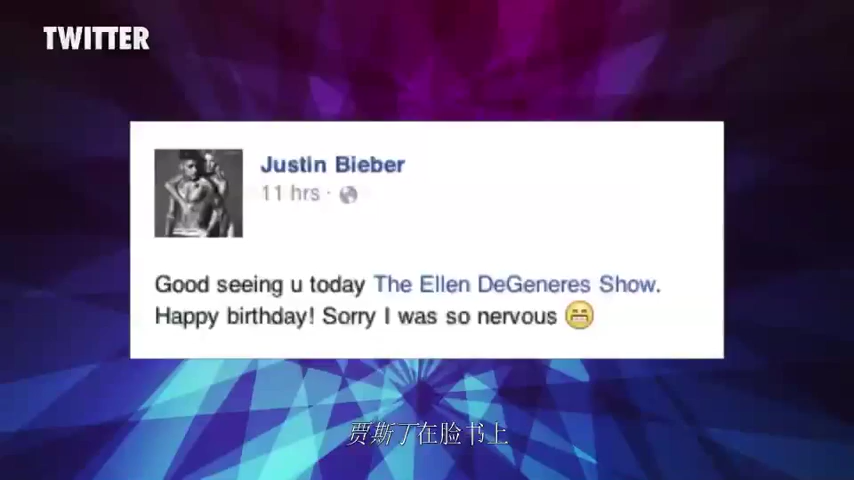 TWITTER
Justin Bieber
11 hrs ·
Good seeing u today The Ellen DeGeneres Show.
Happy birthday! Sorry I was so nervous 😁
贾斯丁在脸书上